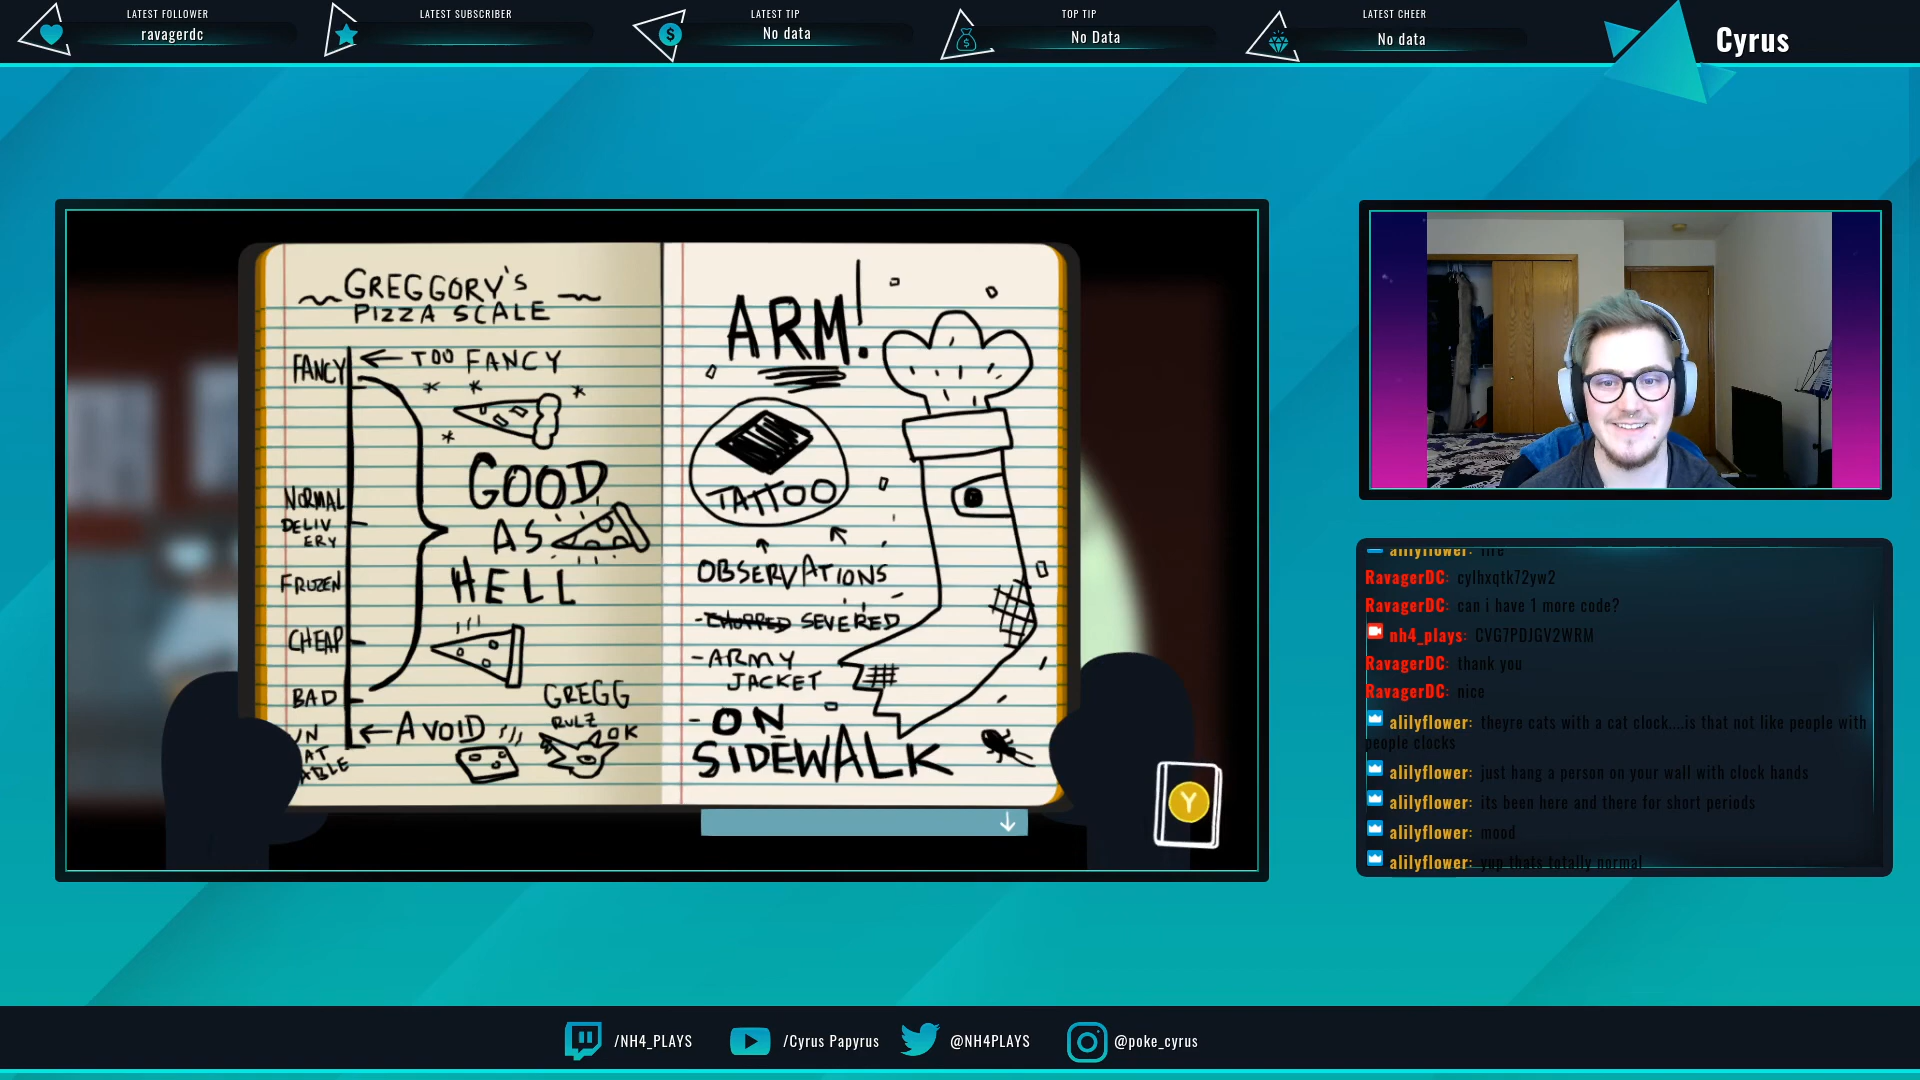 LATEST FOLLOWER
ravagerdc
LATEST SUBSCRIBER
LATEST TIP
No data
TOP TIP
No Data
LATEST CHEER
No data
Cyrus
GREGGORY'S
PIZZA SCALE
FANCY
TOO FANCY
GOOD
AS
HELL
NORMAL
DELIV
ERY
FROZEN
CHEAP
BAD
UN
EATABLE
AVOID
GREGG
RULZ
OK
ARM!
TATTOO
OBSERVATIONS
- CHOPPED SEVERED
- ARMY
JACKET
- ON
SIDEWALK
Y
alilyflower:
RavagerDC: cylhxqtk72yw2
RavagerDC: can i have 1 more code?
nh4_plays: CVG7PDJGV2WRM
RavagerDC: thank you
RavagerDC: nice
alilyflower: theyre cats with a cat clock....is that not like people with
people clocks
alilyflower: just hang a person on your wall with clock hands
alilyflower: its been here and there for short periods
alilyflower: mood
alilyflower: yup thats totally normal
/NH4_PLAYS
/Cyrus Papyrus
@NH4PLAYS
@poke_cyrus